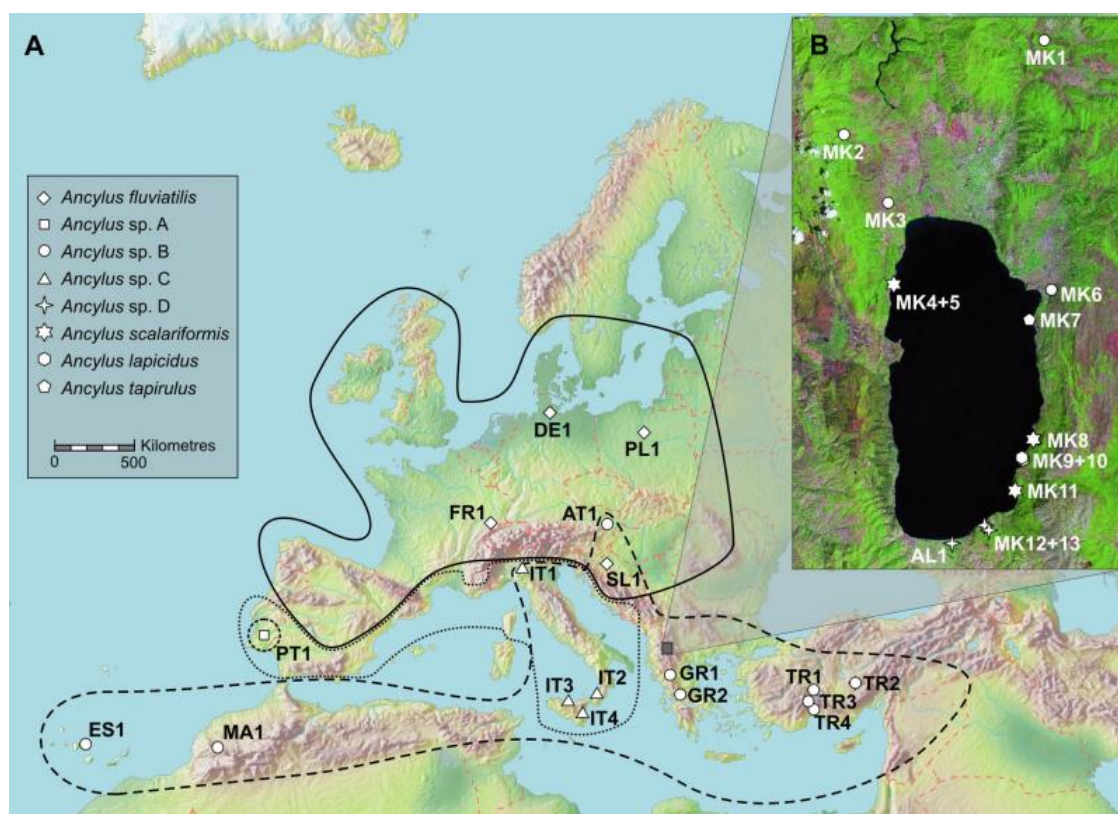 A
B
Ancylus fluviatilis
Ancylus sp. A
Ancylus sp. B
Ancylus sp. C
Ancylus sp. D
Ancylus scalariformis
Ancylus lapicidus
Ancylus tapirulus
Kilometres
0 500
MK1
MK2
MK3
MK4+5
MK6
MK7
MK8
MK9+10
MK11
MK12+13
AL1
DE1
PL1
FR1
AT1
IT1
SL1
PT1
IT2
IT3
IT4
GR1
GR2
TR1
TR2
TR3
TR4
ES1
MA1